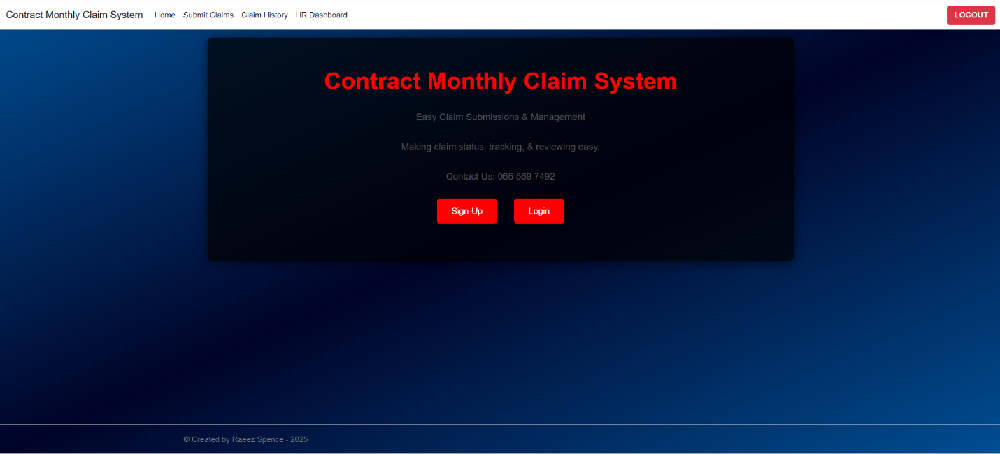 Contract Monthly Claim System Home Submit Claims Claim History HR Dashboard LOGOUT
Contract Monthly Claim System
Easy Claim Submissions & Management
Making claim status, tracking, & reviewing easy.
Contact Us: 065 569 7492
Sign-Up Login
© Created by Raeez Spence - 2025